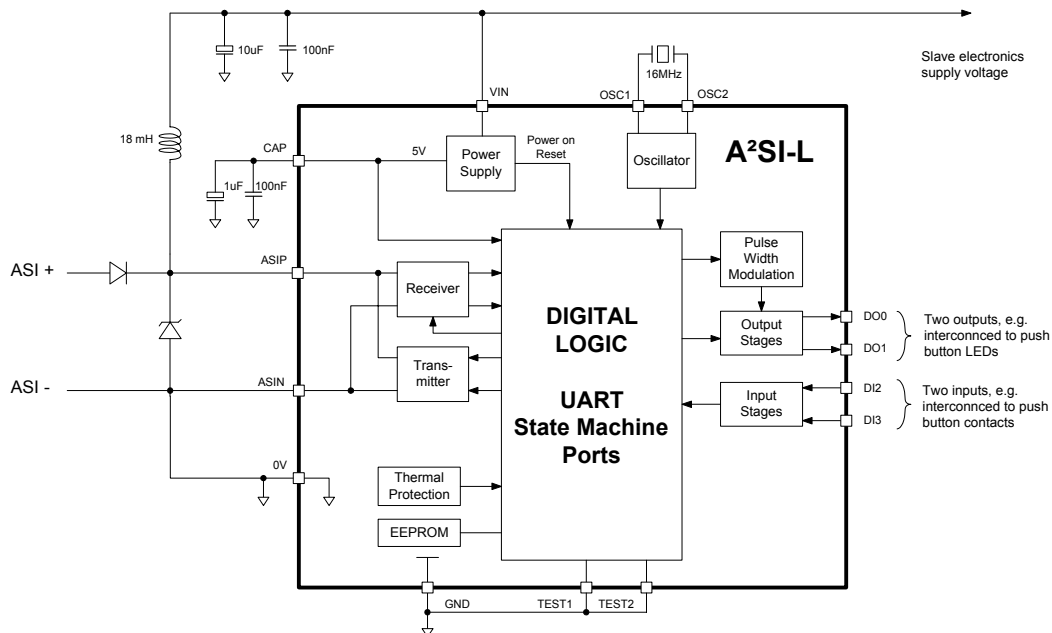 10uF
100nF
16MHz
Slave electronics
supply voltage
VIN
OSC1
OSC2
18 mH
CAP
5V
Power
Supply
Power on
Reset
Oscillator
A²SI-L
1uF
100nF
ASI +
ASIP
Receiver
Pulse
Width
Modulation
DIGITAL
LOGIC
Output
Stages
DO0
DO1
Two outputs, e.g.
interconnced to push
button LEDs
Trans-
mitter
ASI -
ASIN
UART
State Machine
Ports
Input
Stages
DI2
DI3
Two inputs, e.g.
interconnced to push
button contacts
0V
Thermal
Protection
EEPROM
GND
TEST1
TEST2